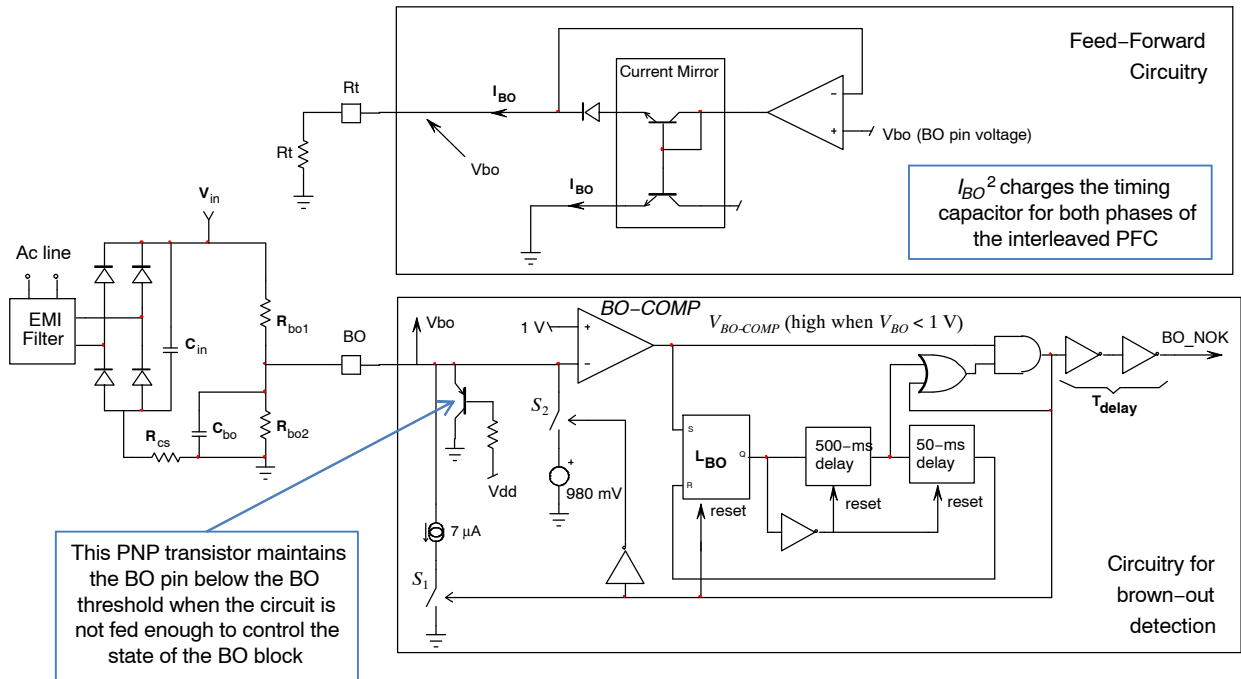 Feed–Forward
Circuitry
Current Mirror
Rt
I_BO
−
+
Vbo (BO pin voltage)
Vbo
Rt
I_BO
I_BO² charges the timing
capacitor for both phases of
the interleaved PFC
V_in
Ac line
EMI
Filter
C_in
R_bo1
R_cs
C_bo
R_bo2
BO
Vbo
BO–COMP
1 V
+
−
V_BO-COMP (high when V_BO < 1 V)
BO_NOK
T_delay
S_2
+
980 mV
Vdd
S
L_BO
Q
R
reset
500–ms
delay
50–ms
delay
reset
reset
7 µA
S_1
This PNP transistor maintains
the BO pin below the BO
threshold when the circuit is
not fed enough to control the
state of the BO block
Circuitry for
brown–out
detection